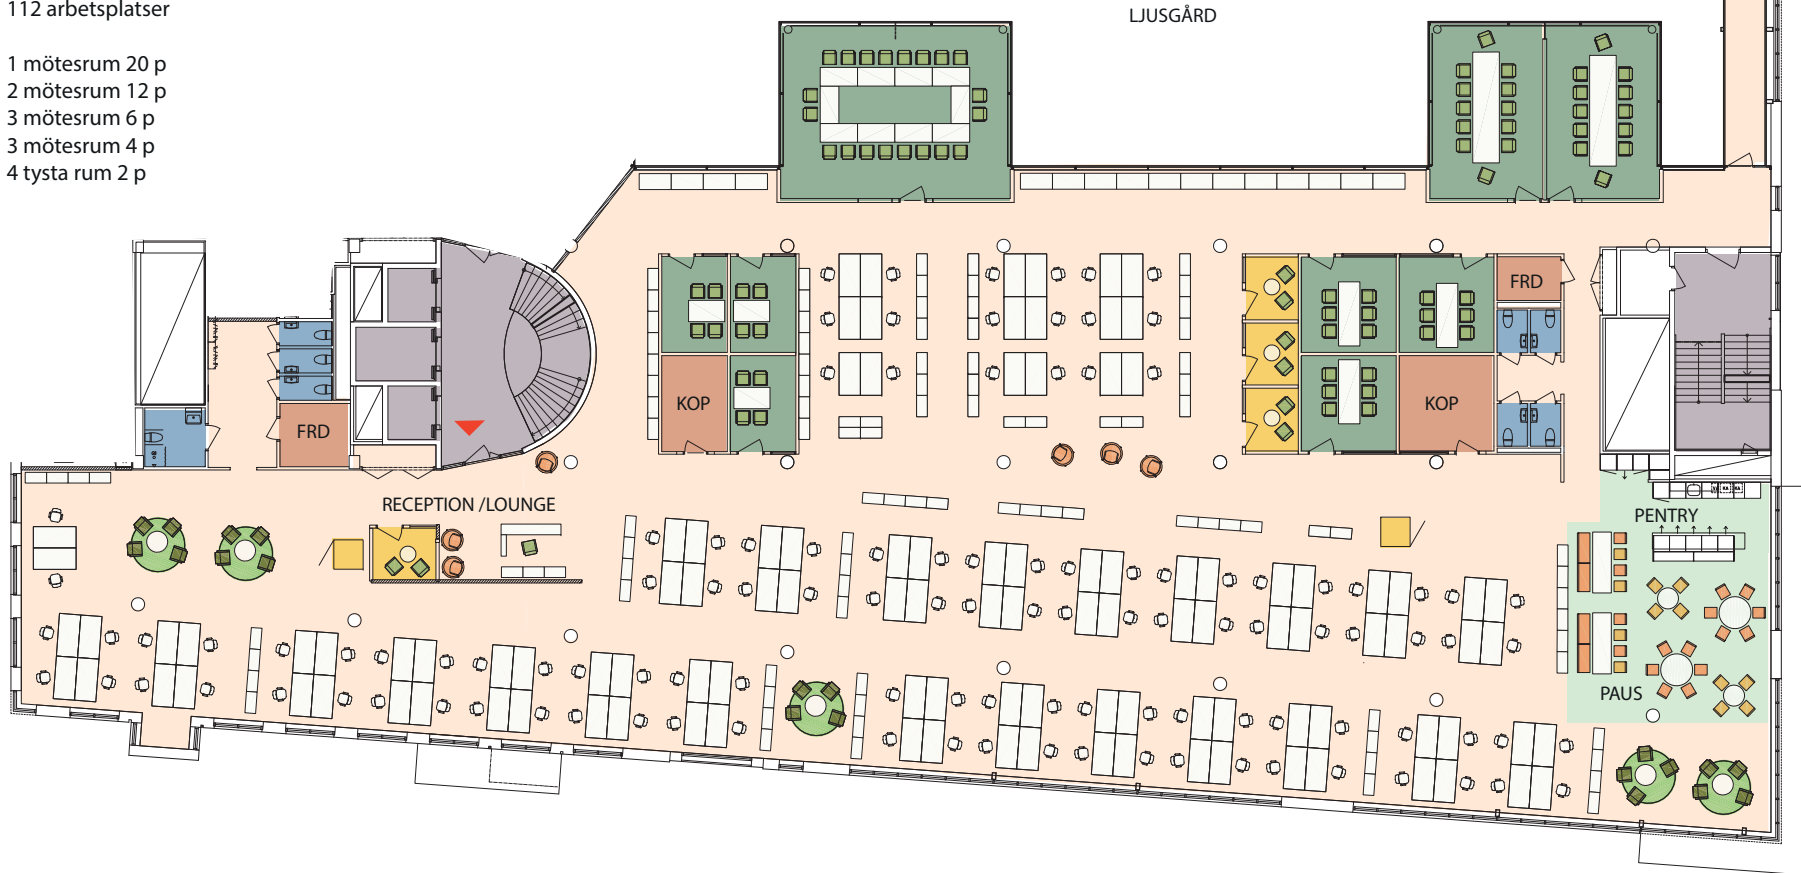 112 arbetsplatser
1 mötesrum 20 p
2 mötesrum 12 p
3 mötesrum 6 p
3 mötesrum 4 p
4 tysta rum 2 p
LJUSGÅRD
FRD
KOP
KOP
FRD
RECEPTION /LOUNGE
PENTRY
PAUS